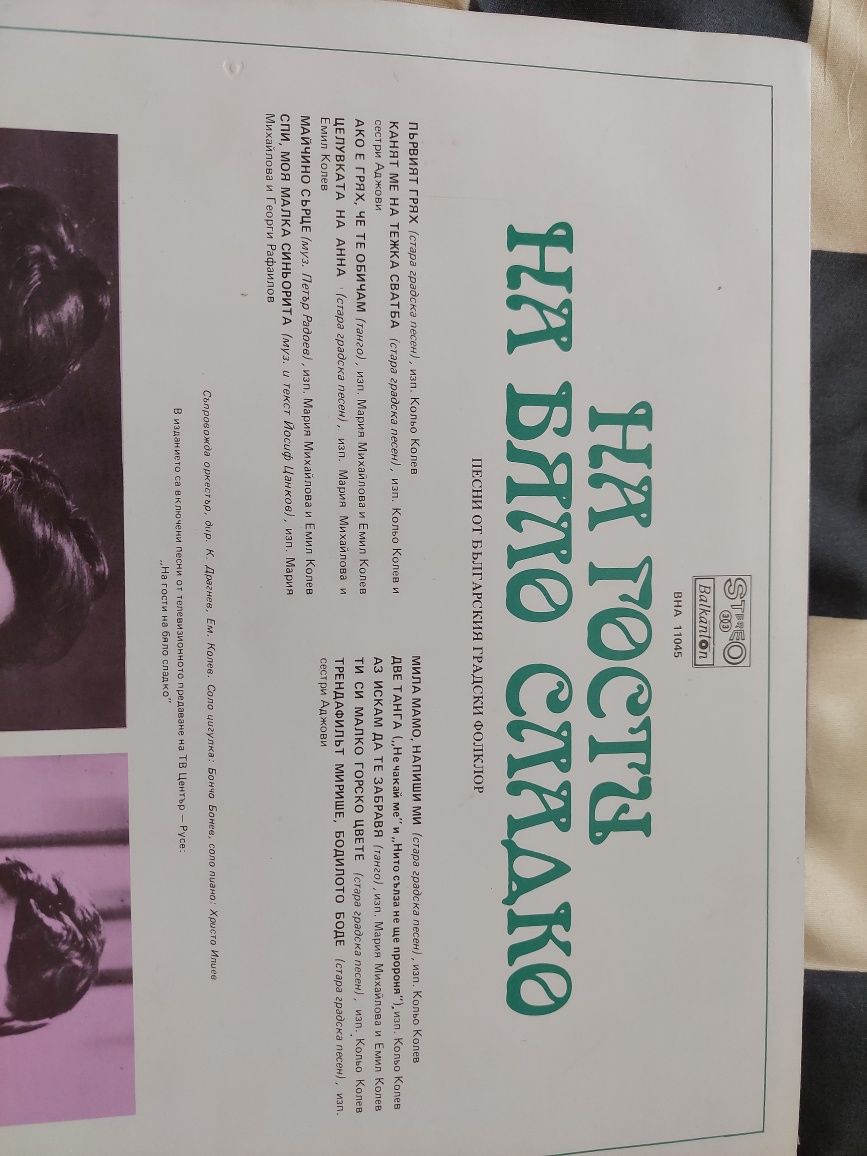 STEREO
33
Balkanton
ВНА 11045
НА ГОСТИ
НА БЯЛО СЛАДКО
ПЕСНИ ОТ БЪЛГАРСКИЯ ГРАДСКИ ФОЛКЛОР
ПЪРВИЯТ ГРЯХ (стара градска песен), изп. Кольо Колев
КАНЯТ МЕ НА ТЕЖКА СВАТБА (стара градска песен), изп. Кольо Колев и
сестри Аджови
АКО Е ГРЯХ, ЧЕ ТЕ ОБИЧАМ (танго), изп. Мария Михайлова и Емил Колев
ЦЕЛУВКАТА НА АННА (стара градска песен), изп. Мария Михайлова и
Емил Колев
МАЙЧИНО СЪРЦЕ (муз. Петър Радоев), изп. Мария Михайлова и Емил Колев
СПИ, МОЯ МАЛКА СИНЬОРИТА (муз. и текст Йосиф Цанков), изп. Мария
Михайлова и Георги Рафаилов
МИЛА МАМО, НАПИШИ МИ (стара градска песен), изп. Кольо Колев
ДВЕ ТАНГА („Не чакай ме" и „Нито сълза не ще пророня"), изп. Кольо Колев
АЗ ИСКАМ ДА ТЕ ЗАБРАВЯ (танго), изп. Мария Михайлова и Емил Колев
ТИ СИ МАЛКО ГОРСКО ЦВЕТЕ (стара градска песен), изп. Кольо Колев
ТРЕНДАФИЛЪТ МИРИШЕ, БОДИЛОТО БОДЕ (стара градска песен), изп.
сестри Аджови
Съпровожда оркестър, дир. К. Драгнев, Ем. Колев. Соло цигулка: Бончо Бонев, соло пиано: Христо Илиев
В изданието са включени песни от телевизионното предаване на ТВ Център — Русе:
„На гости на бяло сладко"